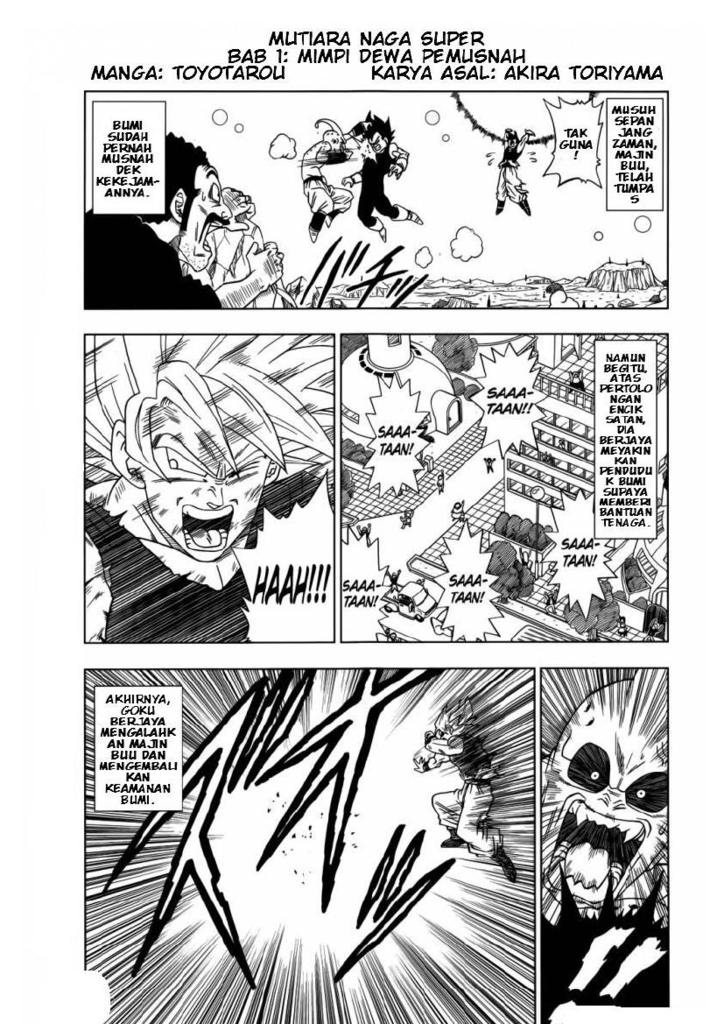 MUTIARA NAGA SUPER
BAB 1: MIMPI DEWA PEMUSNAH
MANGA: TOYOTAROU KARYA ASAL: AKIRA TORIYAMA
MUSUH
SEPAN
JANG
ZAMAN,
MAJIN
BUU,
TELAH
TUMPA
S
TAK
GUNA
!
BUMI
SUDAH
PERNAH
MUSNAH
DEK
KEKEJAM-
ANNYA.
バチッ
NAMUN
BEGITU,
ATAS
PERTOLO
NGAN
ENCIK
SATAN,
DIA
BERJAYA
MEYAKIN
KAN
PENDUDU
K BUMI
SUPAYA
MEMBERI
BANTUAN
TENAGA.
SAAA-
TAAN!!
SAAA-
TAAN!
SAAA-
TAAN!
SAAA-
TAAN!
SAAA-
TAAN!
HAAH!!!
AKHIRNYA,
GOKU
BERJAYA
MENGALAHK
AN MAJIN
BUU DAN
MENGEMBALI
KAN
KEAMANAN
BUMI.